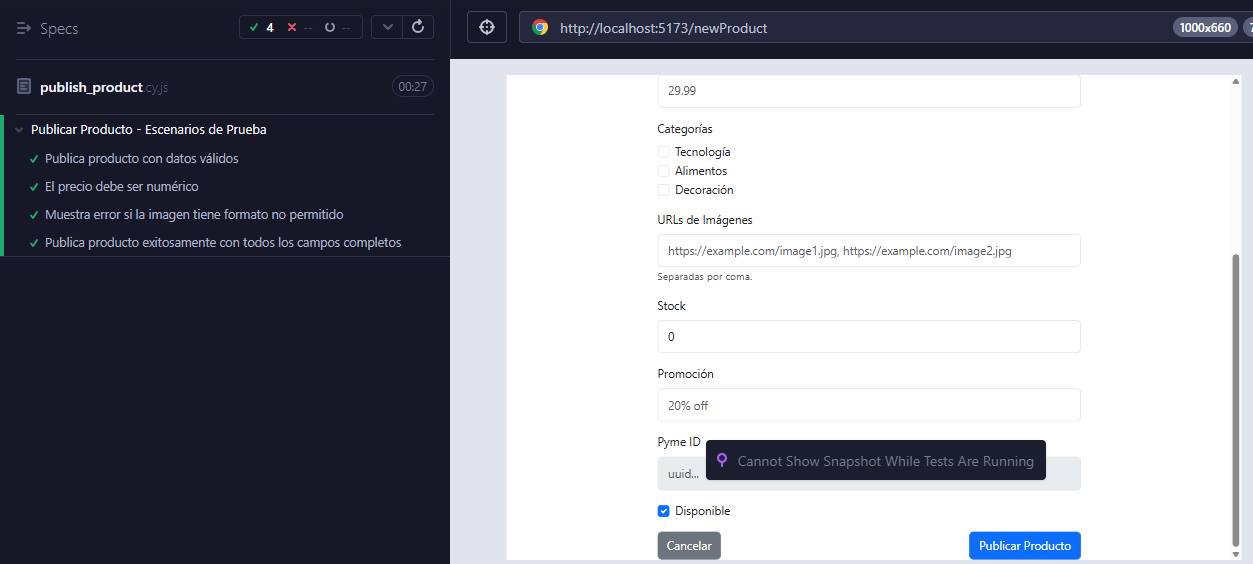 Specs
4
--
--
http://localhost:5173/newProduct
1000x660
publish_product.cy.js
00:27
Publicar Producto - Escenarios de Prueba
Publica producto con datos válidos
El precio debe ser numérico
Muestra error si la imagen tiene formato no permitido
Publica producto exitosamente con todos los campos completos
29.99
Categorías
Tecnología
Alimentos
Decoración
URLs de Imágenes
https://example.com/image1.jpg, https://example.com/image2.jpg
Separadas por coma.
Stock
0
Promoción
20% off
Pyme ID
Cannot Show Snapshot While Tests Are Running
uuid...
Disponible
Cancelar
Publicar Producto